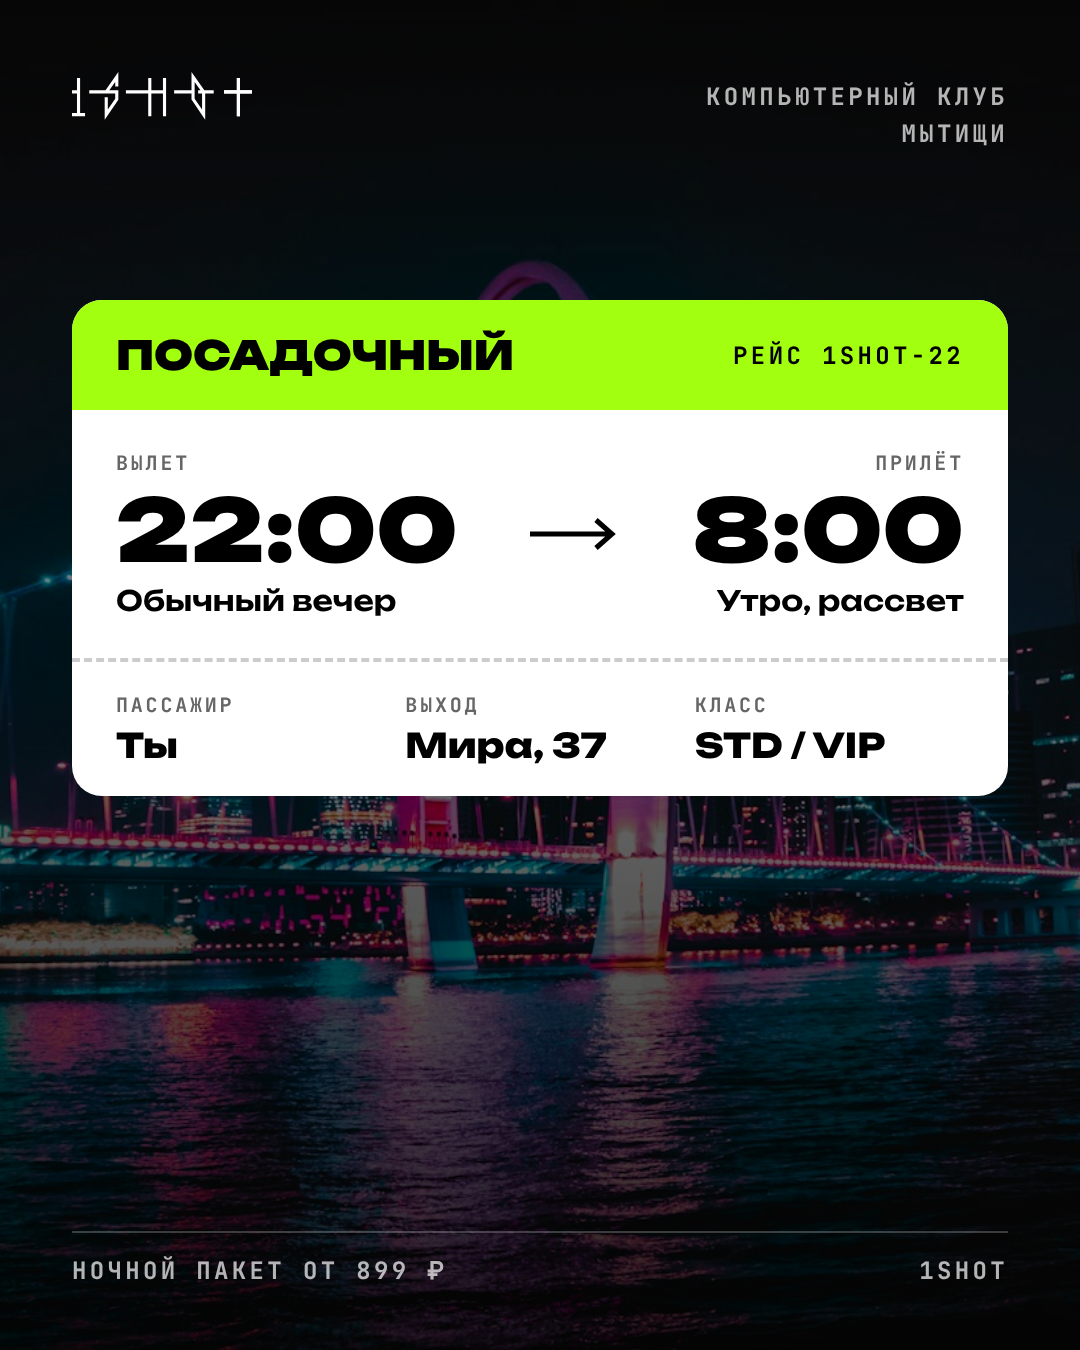 1SHOT
КОМПЬЮТЕРНЫЙ КЛУБ
МЫТИЩИ
ПОСАДОЧНЫЙ
РЕЙС 1SHOT-22
ВЫЛЕТ
ПРИЛЁТ
22:00 → 8:00
Обычный вечер
Утро, рассвет
ПАССАЖИР
ВЫХОД
КЛАСС
Ты
Мира, 37
STD / VIP
НОЧНОЙ ПАКЕТ ОТ 899 ₽
1SHOT